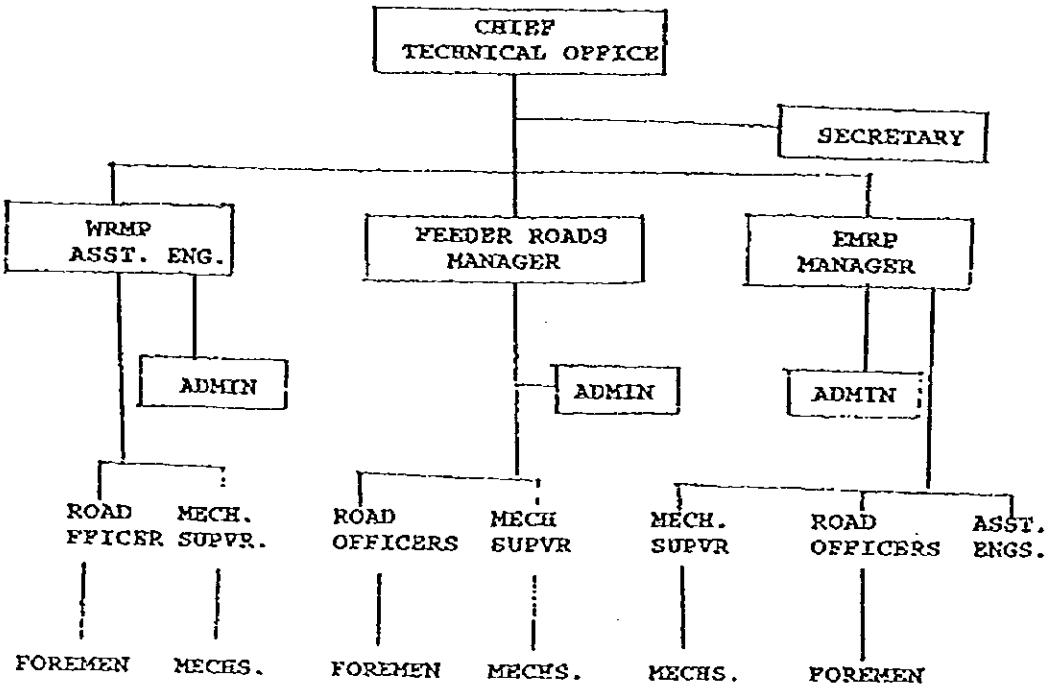 CHIEF
TECHNICAL OFFICE
SECRETARY
WRMP
ASST. ENG.
FEEDER ROADS
MANAGER
EMRP
MANAGER
ADMIN
ADMIN
ADMIN
ROAD
FFICER
MECH.
SUPVR.
ROAD
OFFICERS
MECH
SUPVR
MECH.
SUPVR
ROAD
OFFICERS
ASST.
ENGS.
FOREMEN
MECHS.
FOREMEN
MECHS.
MECHS.
FOREMEN